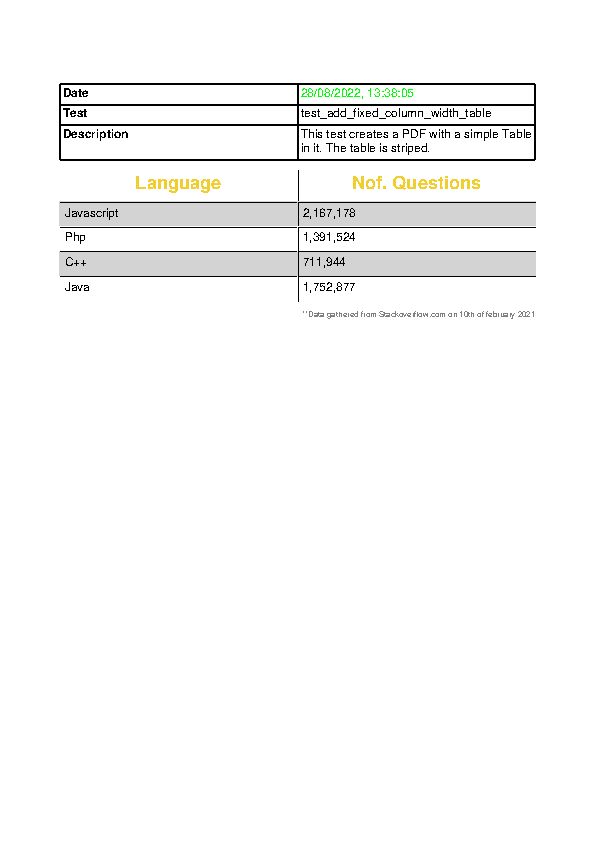 Date 28/08/2022, 13:38:05
Test test_add_fixed_column_width_table
Description This test creates a PDF with a simple Table
in it. The table is striped.
Language Nof. Questions
Javascript 2,167,178
Php 1,391,524
C++ 711,944
Java 1,752,877
**Data gathered from Stackoverflow.com on 10th of february 2021